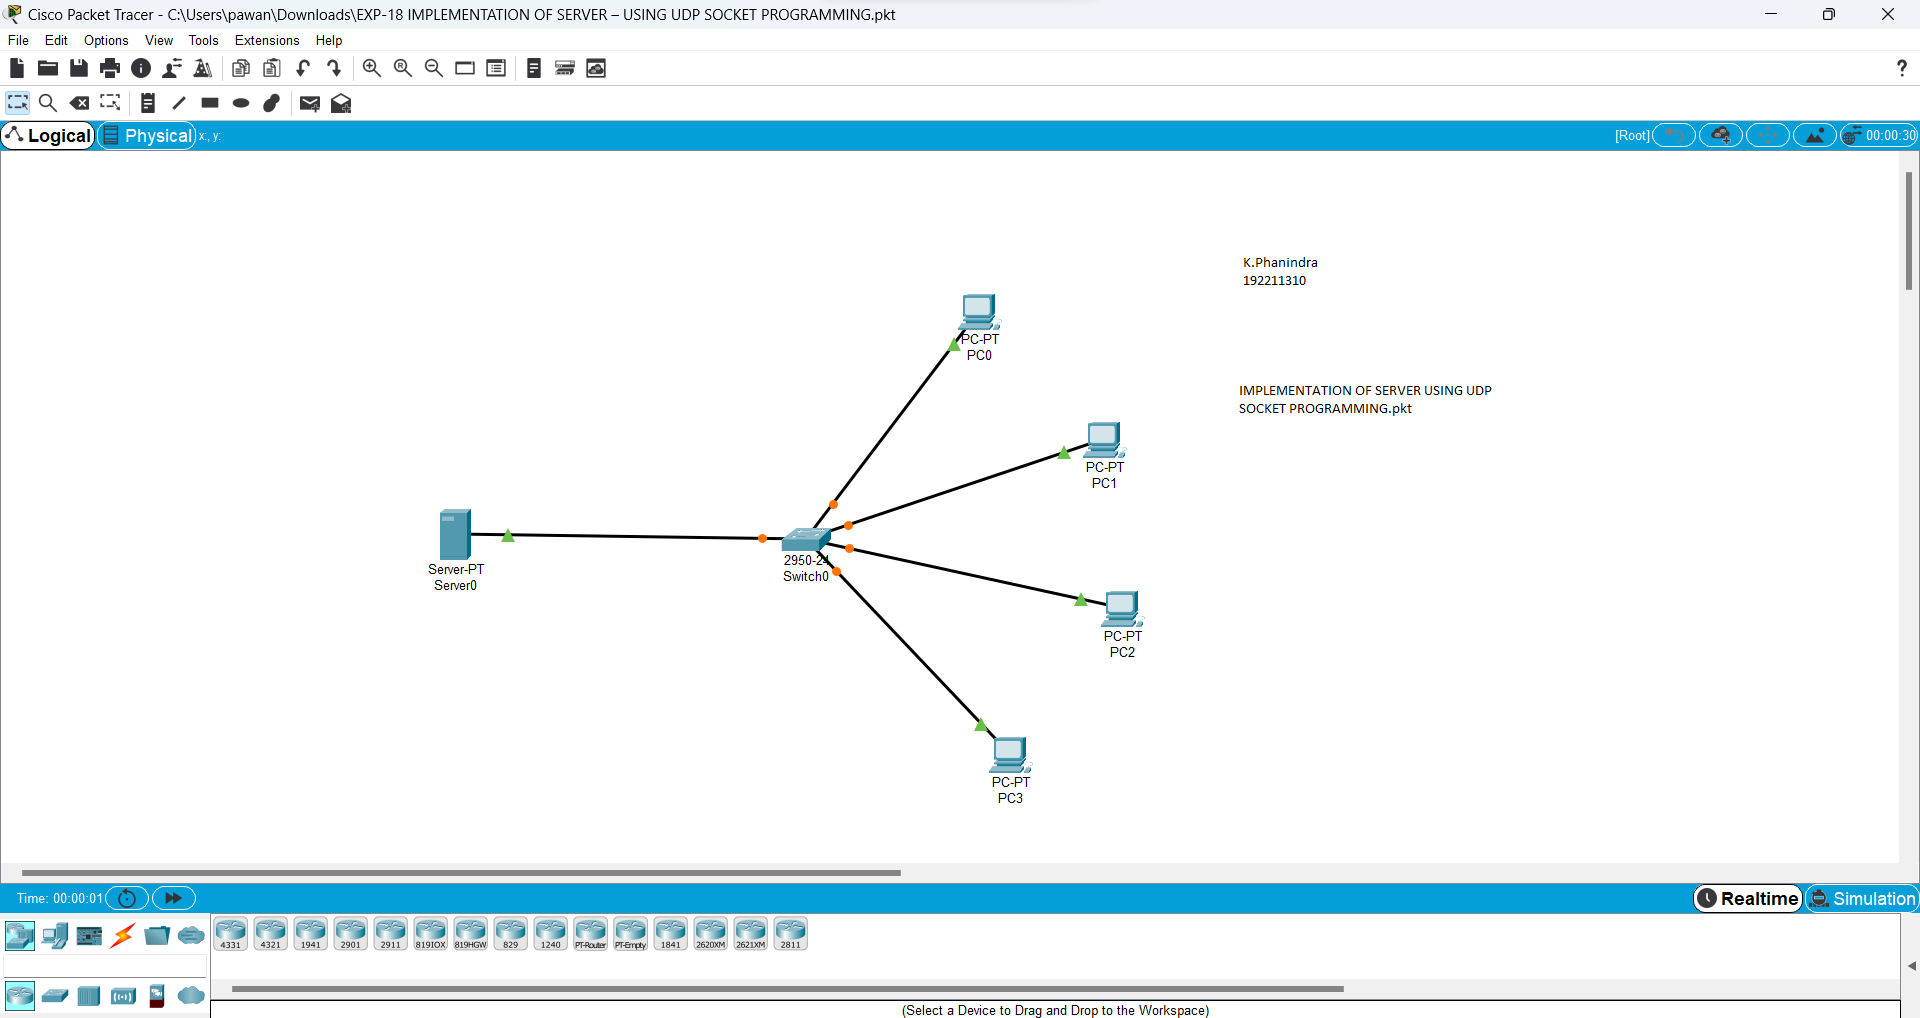 Cisco Packet Tracer - C:\Users\pawan\Downloads\EXP-18 IMPLEMENTATION OF SERVER – USING UDP SOCKET PROGRAMMING.pkt
File Edit Options View Tools Extensions Help
?
Logical Physical x:, y: [Root] 00:00:30
K.Phanindra
192211310
PC-PT
PC0
IMPLEMENTATION OF SERVER USING UDP
SOCKET PROGRAMMING.pkt
PC-PT
PC1
Server-PT
Server0
2950-24
Switch0
PC-PT
PC2
PC-PT
PC3
Time: 00:00:01 Realtime Simulation
4331 4321 1941 2901 2911 819IOX 819HGW 829 1240 PT-Router PT-Empty 1841 2620XM 2621XM 2811
(Select a Device to Drag and Drop to the Workspace)